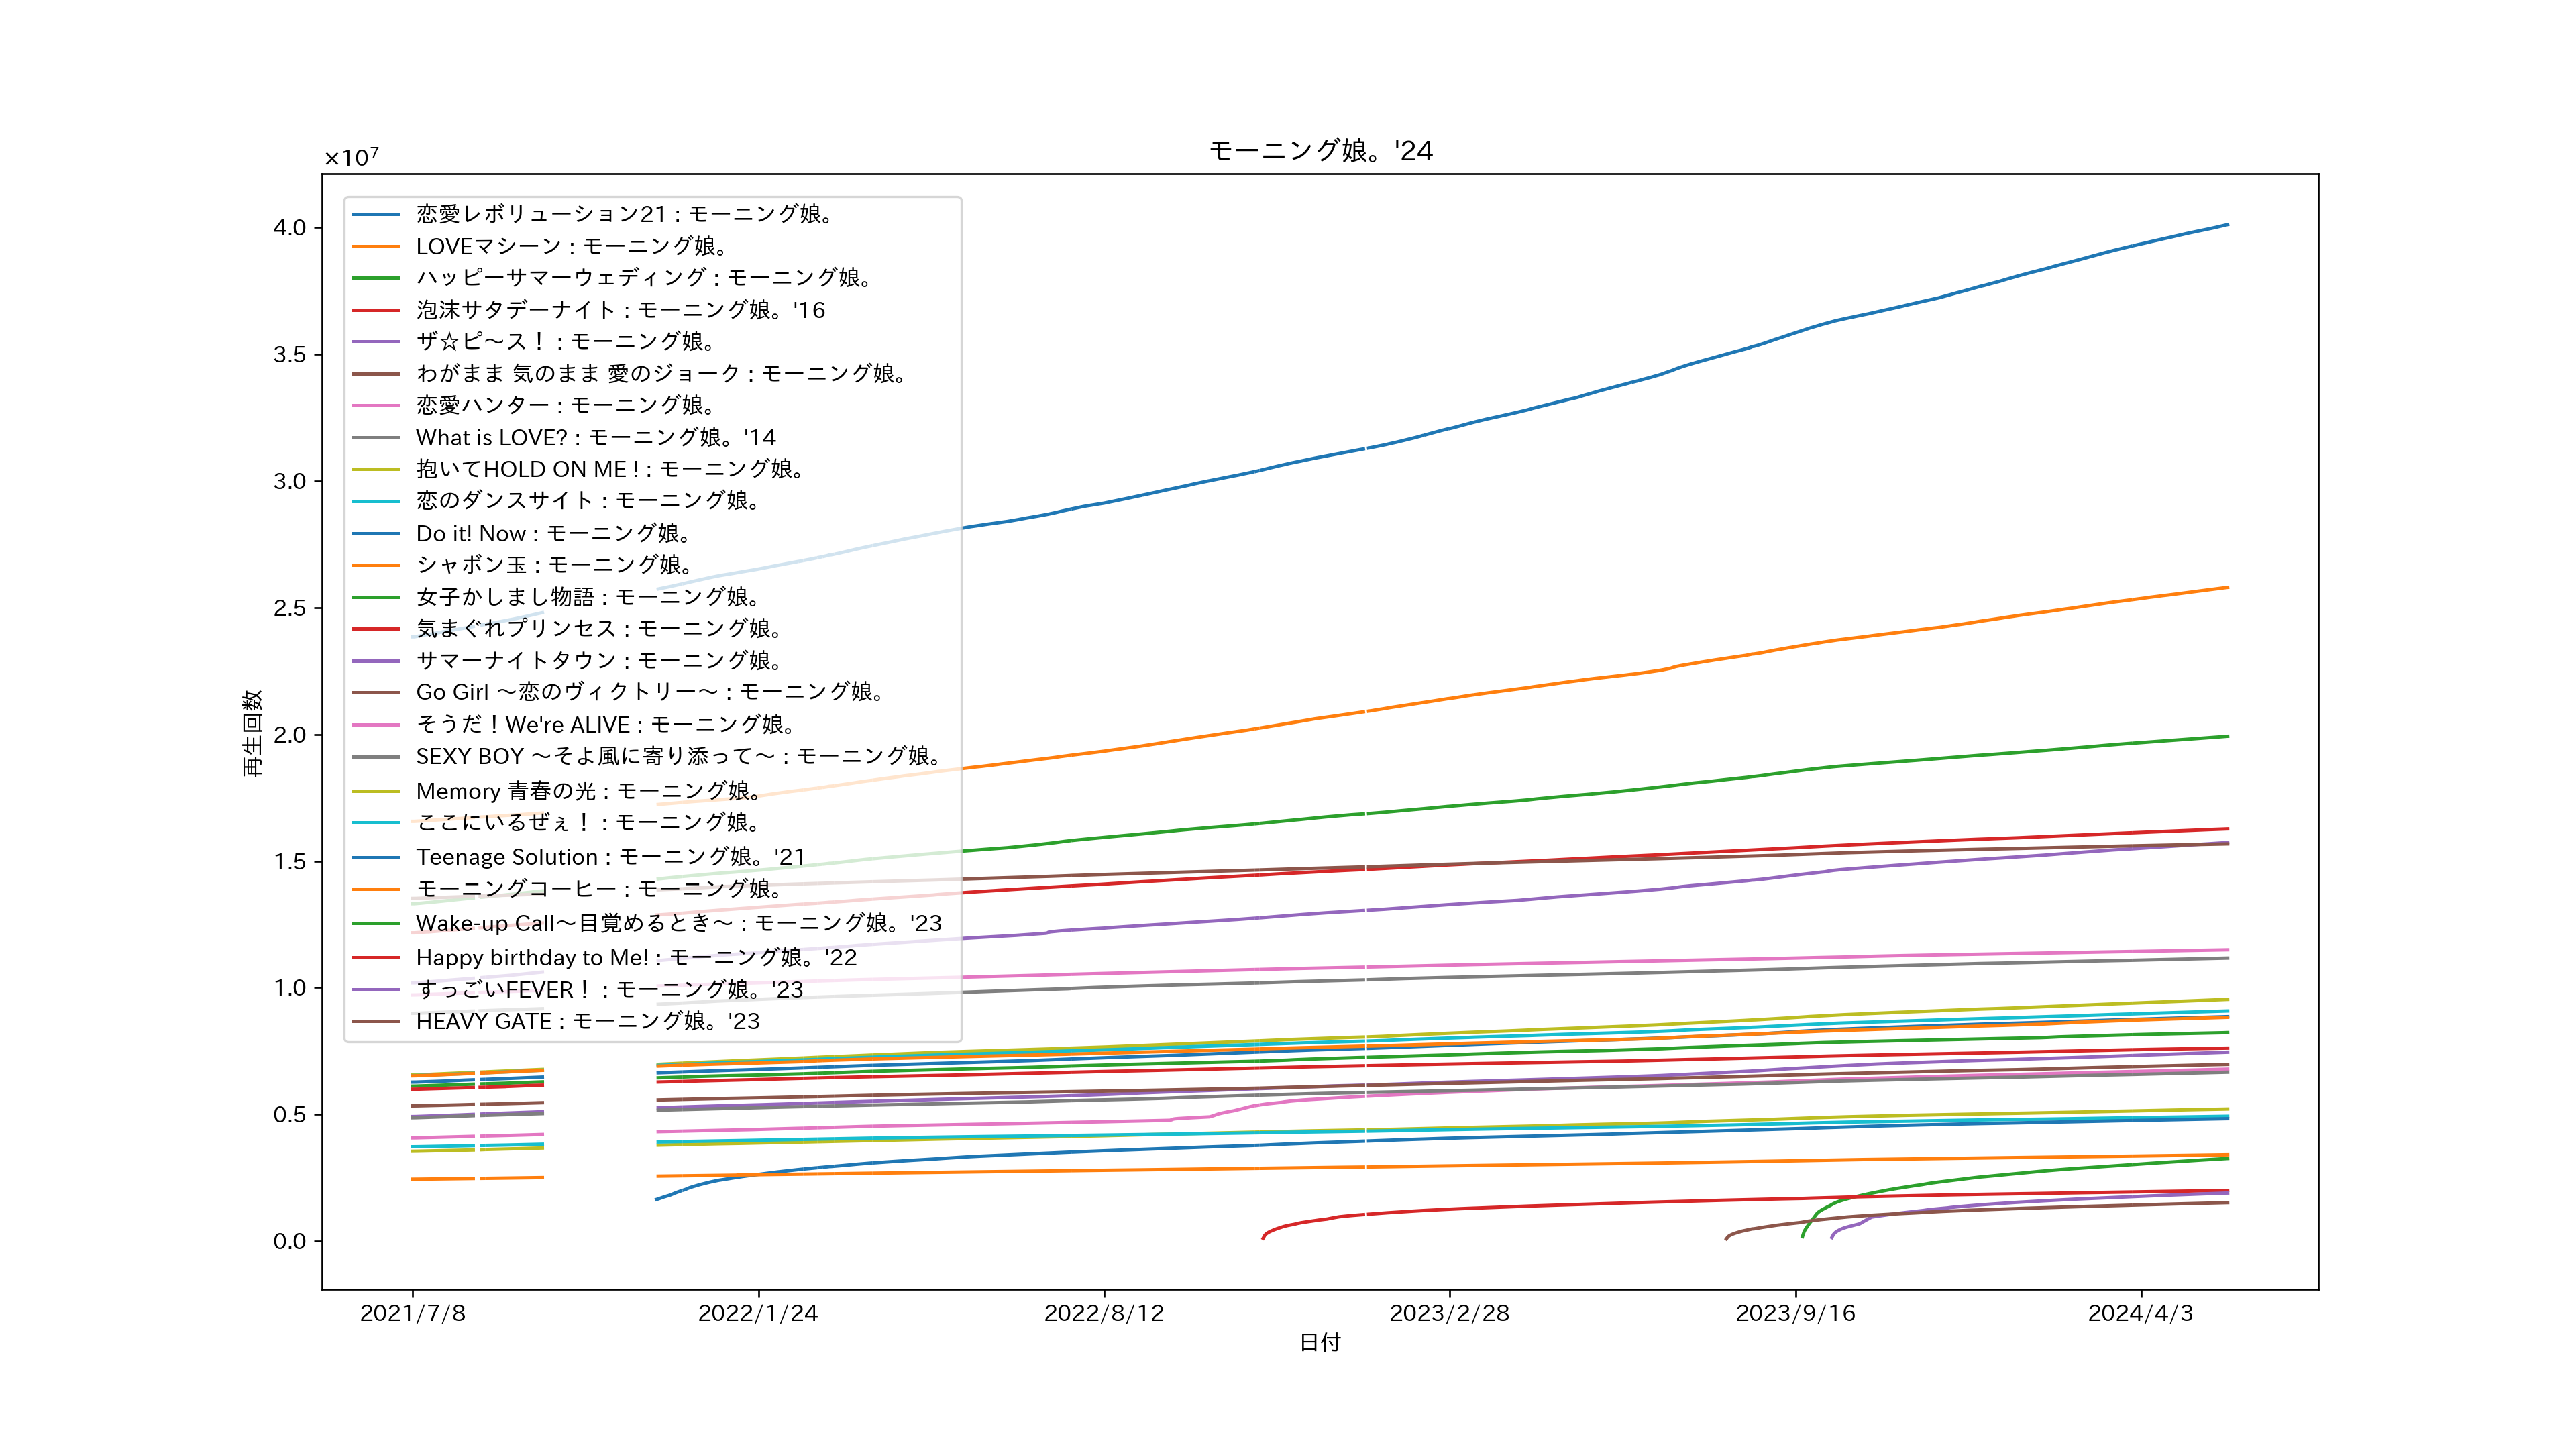 モーニング娘。'24
×10⁷
恋愛レボリューション21 : モーニング娘。
LOVEマシーン : モーニング娘。
ハッピーサマーウェディング : モーニング娘。
泡沫サタデーナイト : モーニング娘。'16
ザ☆ピ〜ス！ : モーニング娘。
わがまま 気のまま 愛のジョーク : モーニング娘。
恋愛ハンター : モーニング娘。
What is LOVE? : モーニング娘。'14
抱いてHOLD ON ME ! : モーニング娘。
恋のダンスサイト : モーニング娘。
Do it! Now : モーニング娘。
シャボン玉 : モーニング娘。
女子かしまし物語 : モーニング娘。
気まぐれプリンセス : モーニング娘。
サマーナイトタウン : モーニング娘。
Go Girl 〜恋のヴィクトリー〜 : モーニング娘。
そうだ！We're ALIVE : モーニング娘。
SEXY BOY 〜そよ風に寄り添って〜 : モーニング娘。
Memory 青春の光 : モーニング娘。
ここにいるぜぇ！ : モーニング娘。
Teenage Solution : モーニング娘。'21
モーニングコーヒー : モーニング娘。
Wake-up Call〜目覚めるとき〜 : モーニング娘。'23
Happy birthday to Me! : モーニング娘。'22
すっごいFEVER！ : モーニング娘。'23
HEAVY GATE : モーニング娘。'23
再生回数
4.0
3.5
3.0
2.5
2.0
1.5
1.0
0.5
0.0
2021/7/8
2022/1/24
2022/8/12
2023/2/28
2023/9/16
2024/4/3
日付